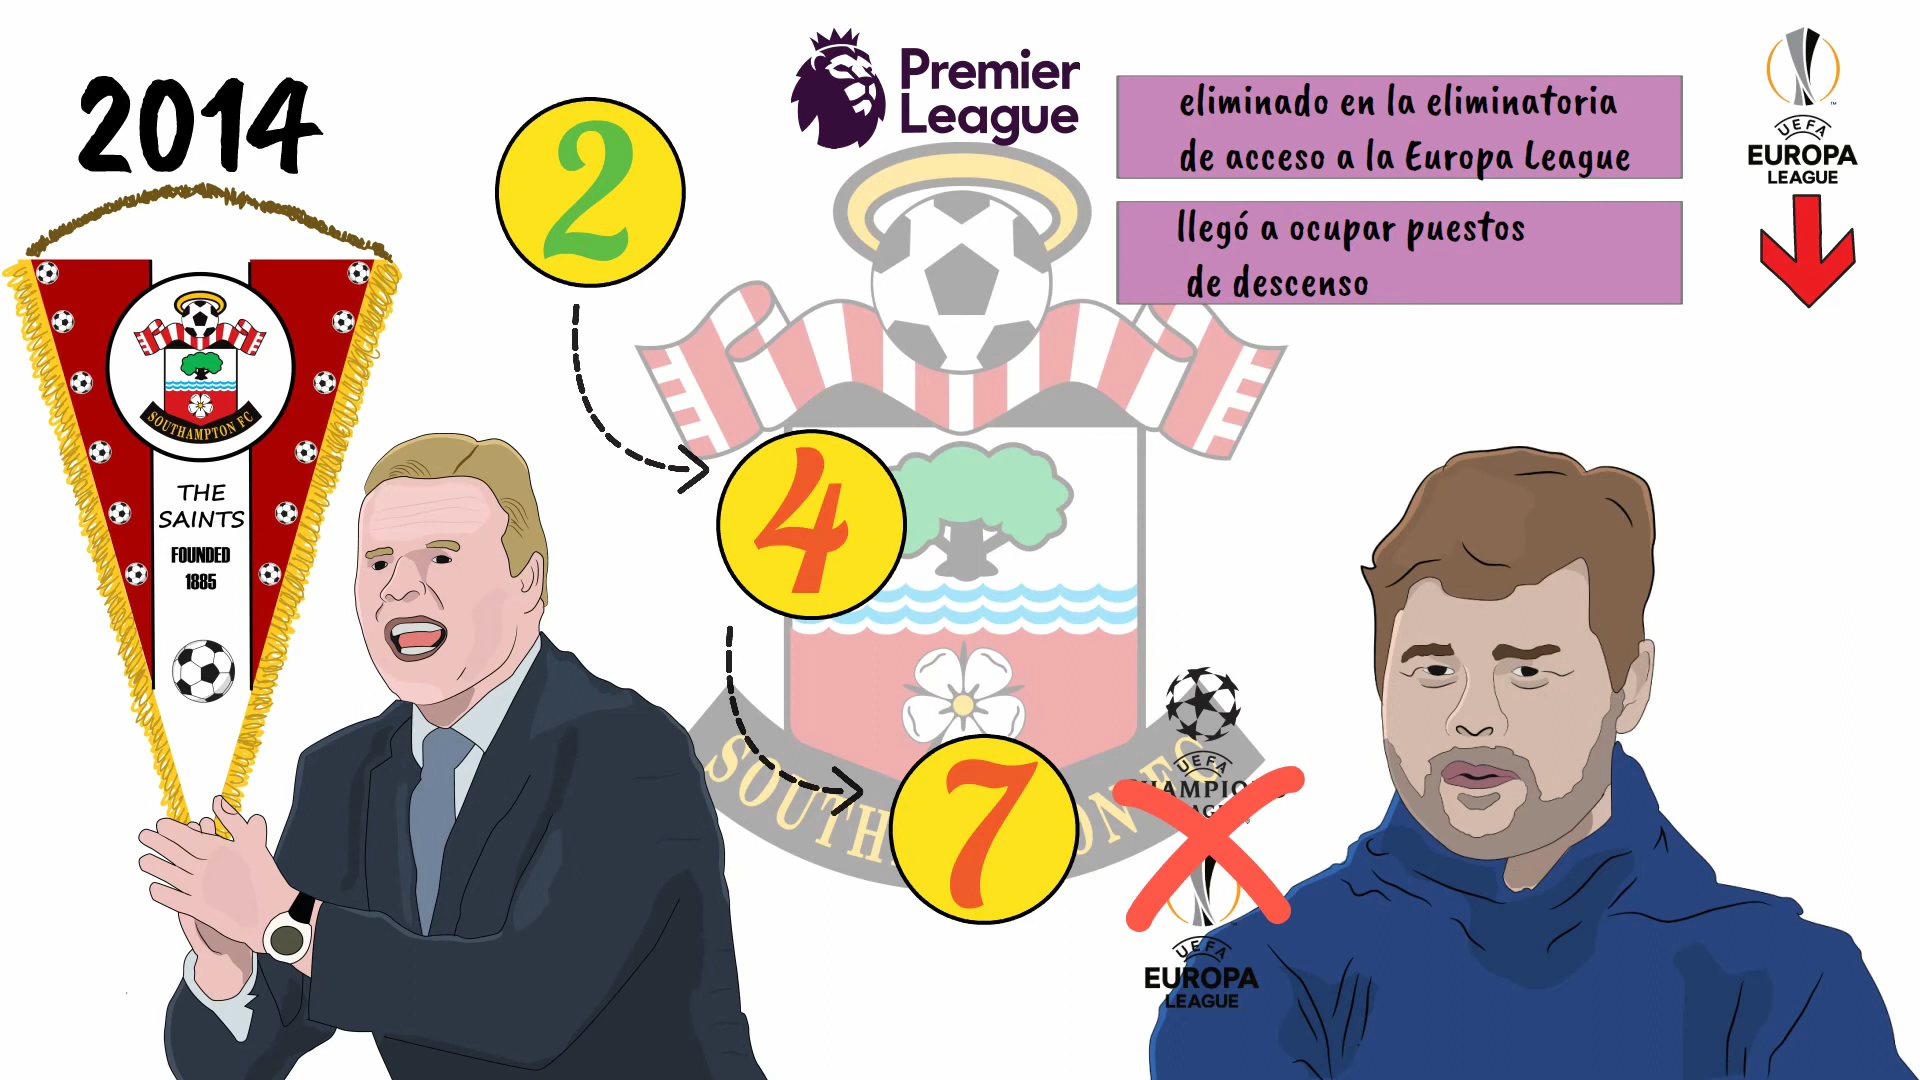 2014
THE
SAINTS
FOUNDED
1885
SOUTHAMPTON FC
2
4
7
Premier
League
eliminado en la eliminatoria
de acceso a la Europa League
llegó a ocupar puestos
de descenso
UEFA
EUROPA
LEAGUE
UEFA
UEFA
EUROPA
LEAGUE